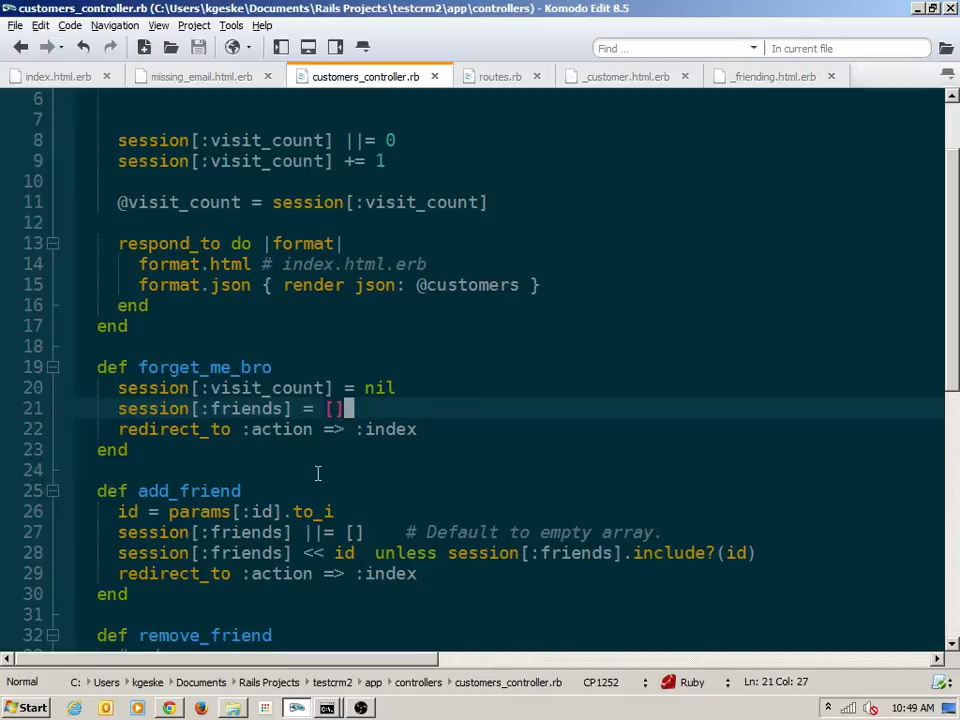 customers_controller.rb (C:\Users\kgeske\Documents\Rails Projects\testcrm2\app\controllers) - Komodo Edit 8.5
File Edit Code Navigation View Project Tools Help
Find... In current file
index.html.erb missing_email.html.erb customers_controller.rb routes.rb _customer.html.erb _friending.html.erb
6
7
8 session[:visit_count] ||= 0
9 session[:visit_count] += 1
10
11 @visit_count = session[:visit_count]
12
13 respond_to do |format|
14 format.html # index.html.erb
15 format.json { render json: @customers }
16 end
17 end
18
19 def forget_me_bro
20 session[:visit_count] = nil
21 session[:friends] = []
22 redirect_to :action => :index
23 end
24
25 def add_friend
26 id = params[:id].to_i
27 session[:friends] ||= [] # Default to empty array.
28 session[:friends] << id unless session[:friends].include?(id)
29 redirect_to :action => :index
30 end
31
32 def remove_friend
Normal C: Users kgeske Documents Rails Projects testcrm2 app controllers customers_controller.rb CP1252 Ruby Ln: 21 Col: 27
Start 10:49 AM